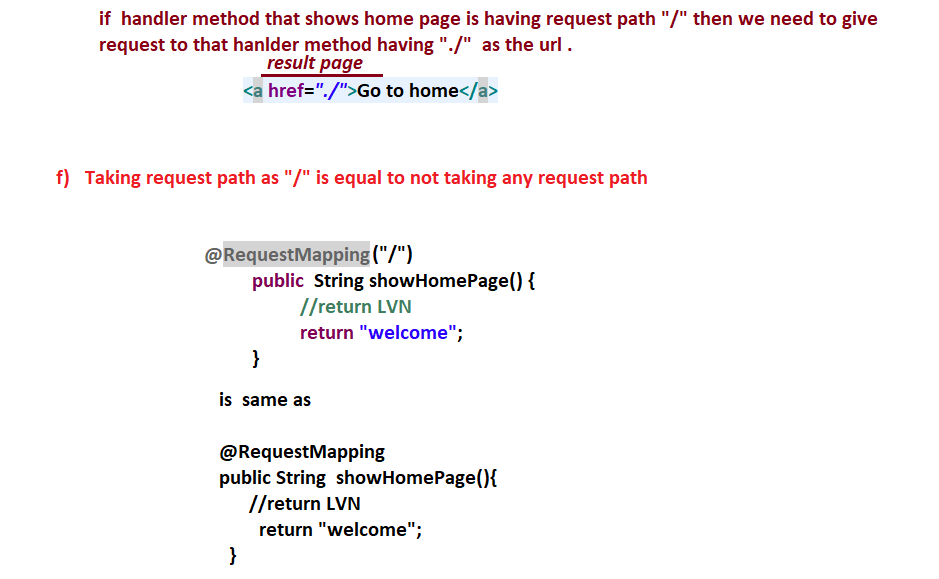 if  handler method that shows home page is having request path "/" then we need to give
request to that hanlder method having "./"  as the url .
result page
<a href="./">Go to home</a>
f)   Taking request path as "/" is equal to not taking any request path
@RequestMapping("/")
public  String showHomePage() {
//return LVN
return "welcome";
}
is  same as
@RequestMapping
public String  showHomePage(){
//return LVN
return "welcome";
}